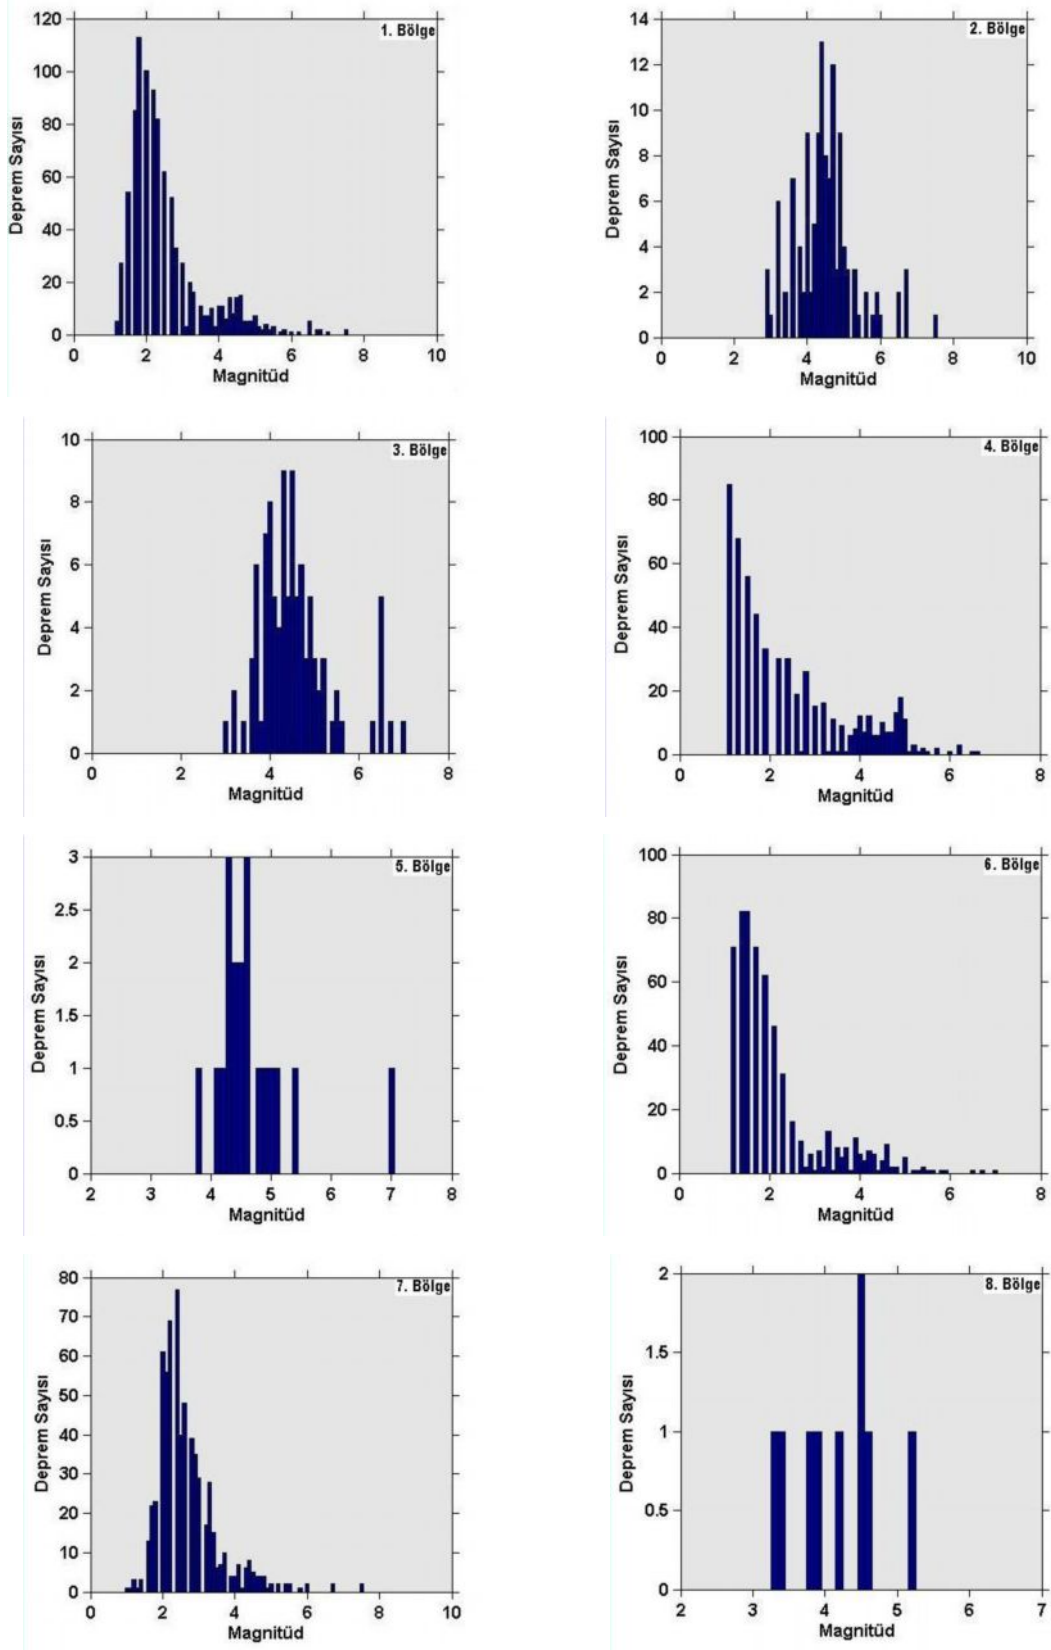 1. Bölge
Deprem Sayısı
120
100
80
60
40
20
0
0 2 4 6 8 10
Magnitüd
2. Bölge
Deprem Sayısı
14
12
10
8
6
4
2
0
0 2 4 6 8 10
Magnitüd
3. Bölge
Deprem Sayısı
10
8
6
4
2
0
0 2 4 6 8
Magnitüd
4. Bölge
Deprem Sayısı
100
80
60
40
20
0
0 2 4 6 8
Magnitüd
5. Bölge
Deprem Sayısı
3
2.5
2
1.5
1
0.5
0
2 3 4 5 6 7 8
Magnitüd
6. Bölge
Deprem Sayısı
100
80
60
40
20
0
0 2 4 6 8
Magnitüd
7. Bölge
Deprem Sayısı
80
70
60
50
40
30
20
10
0
0 2 4 6 8 10
Magnitüd
8. Bölge
Deprem Sayısı
2
1.5
1
0.5
0
2 3 4 5 6 7
Magnitüd